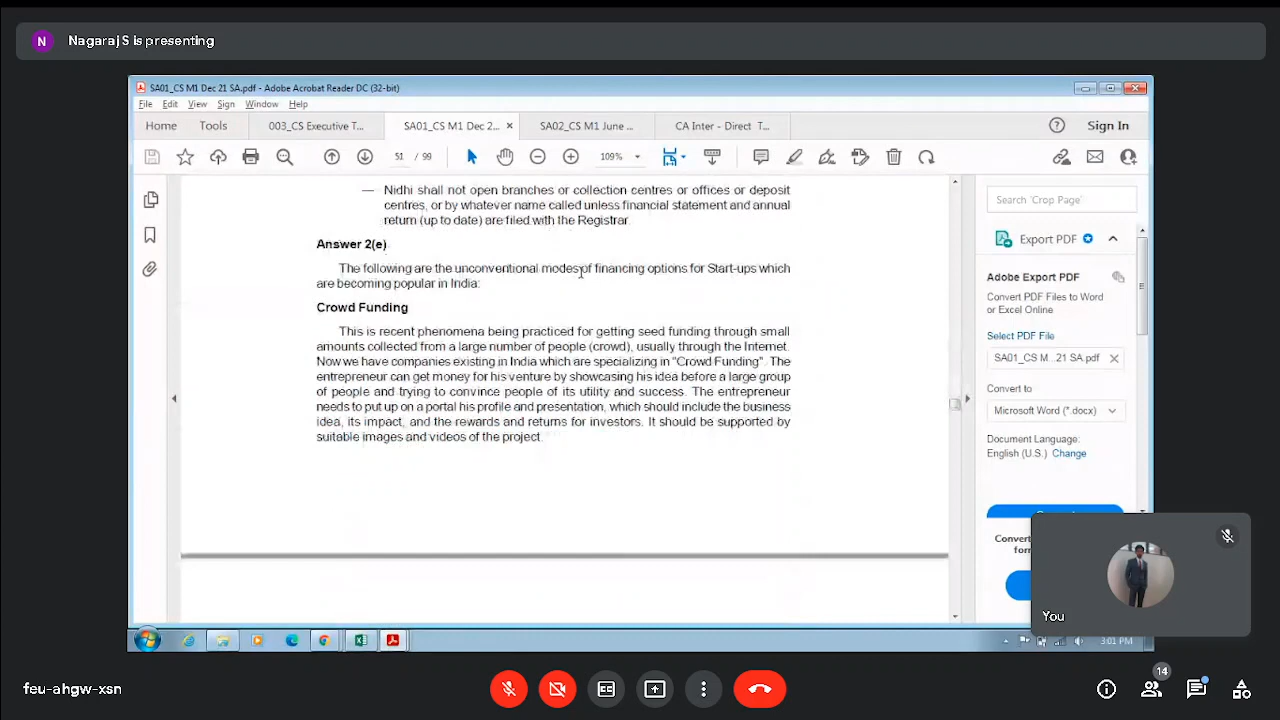 N Nagaraj S is presenting
SA01_CS M1 Dec 21 SA.pdf - Adobe Acrobat Reader DC (32-bit)
File Edit View Sign Window Help
Home Tools 003_CS Executive T... SA01_CS M1 Dec 2... × SA02_CS M1 June ... CA Inter - Direct T... Sign In
51 / 99 109%
— Nidhi shall not open branches or collection centres or offices or deposit
centres, or by whatever name called unless financial statement and annual
return (up to date) are filed with the Registrar.
Answer 2(e)
The following are the unconventional modes of financing options for Start-ups which
are becoming popular in India:
Crowd Funding
This is recent phenomena being practiced for getting seed funding through small
amounts collected from a large number of people (crowd), usually through the Internet.
Now we have companies existing in India which are specializing in "Crowd Funding". The
entrepreneur can get money for his venture by showcasing his idea before a large group
of people and trying to convince people of its utility and success. The entrepreneur
needs to put up on a portal his profile and presentation, which should include the business
idea, its impact, and the rewards and returns for investors. It should be supported by
suitable images and videos of the project.
Search 'Crop Page'
Export PDF
Adobe Export PDF
Convert PDF Files to Word
or Excel Online
Select PDF File
SA01_CS M...21 SA.pdf ×
Convert to
Microsoft Word (*.docx)
Document Language:
English (U.S.) Change
You
3:01 PM
feu-ahgw-xsn
14